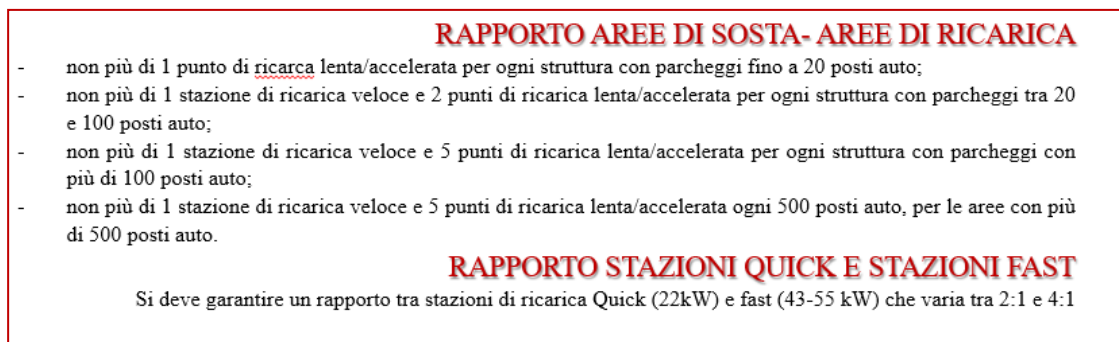 RAPPORTO AREE DI SOSTA- AREE DI RICARICA
- non più di 1 punto di ricarca lenta/accelerata per ogni struttura con parcheggi fino a 20 posti auto;
- non più di 1 stazione di ricarica veloce e 2 punti di ricarica lenta/accelerata per ogni struttura con parcheggi tra 20
e 100 posti auto;
- non più di 1 stazione di ricarica veloce e 5 punti di ricarica lenta/accelerata per ogni struttura con parcheggi con
più di 100 posti auto;
- non più di 1 stazione di ricarica veloce e 5 punti di ricarica lenta/accelerata ogni 500 posti auto, per le aree con più
di 500 posti auto.
RAPPORTO STAZIONI QUICK E STAZIONI FAST
Si deve garantire un rapporto tra stazioni di ricarica Quick (22kW) e fast (43-55 kW) che varia tra 2:1 e 4:1